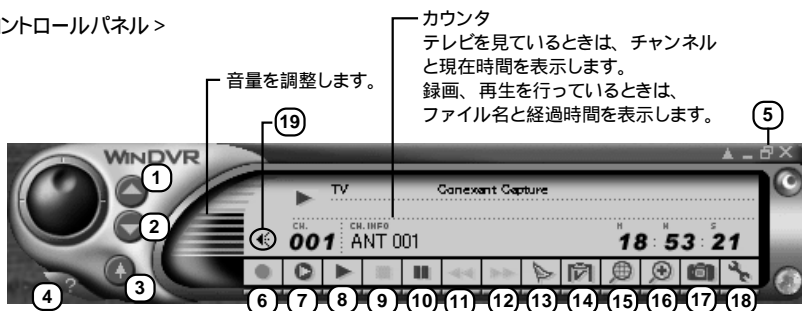 ントロールパネル >
カウンタ
テレビを見ているときは、チャンネル
と現在時間を表示します。
録画、再生を行っているときは、
ファイル名と経過時間を表示します。
音量を調整します。
19
5
WINDVR
1
TV Conexant Capture
2
CH. CH.INFO H M S
001 ANT 001 18:53:21
3
4 ?
6 7 8 9 10 11 12 13 14 15 16 17 18